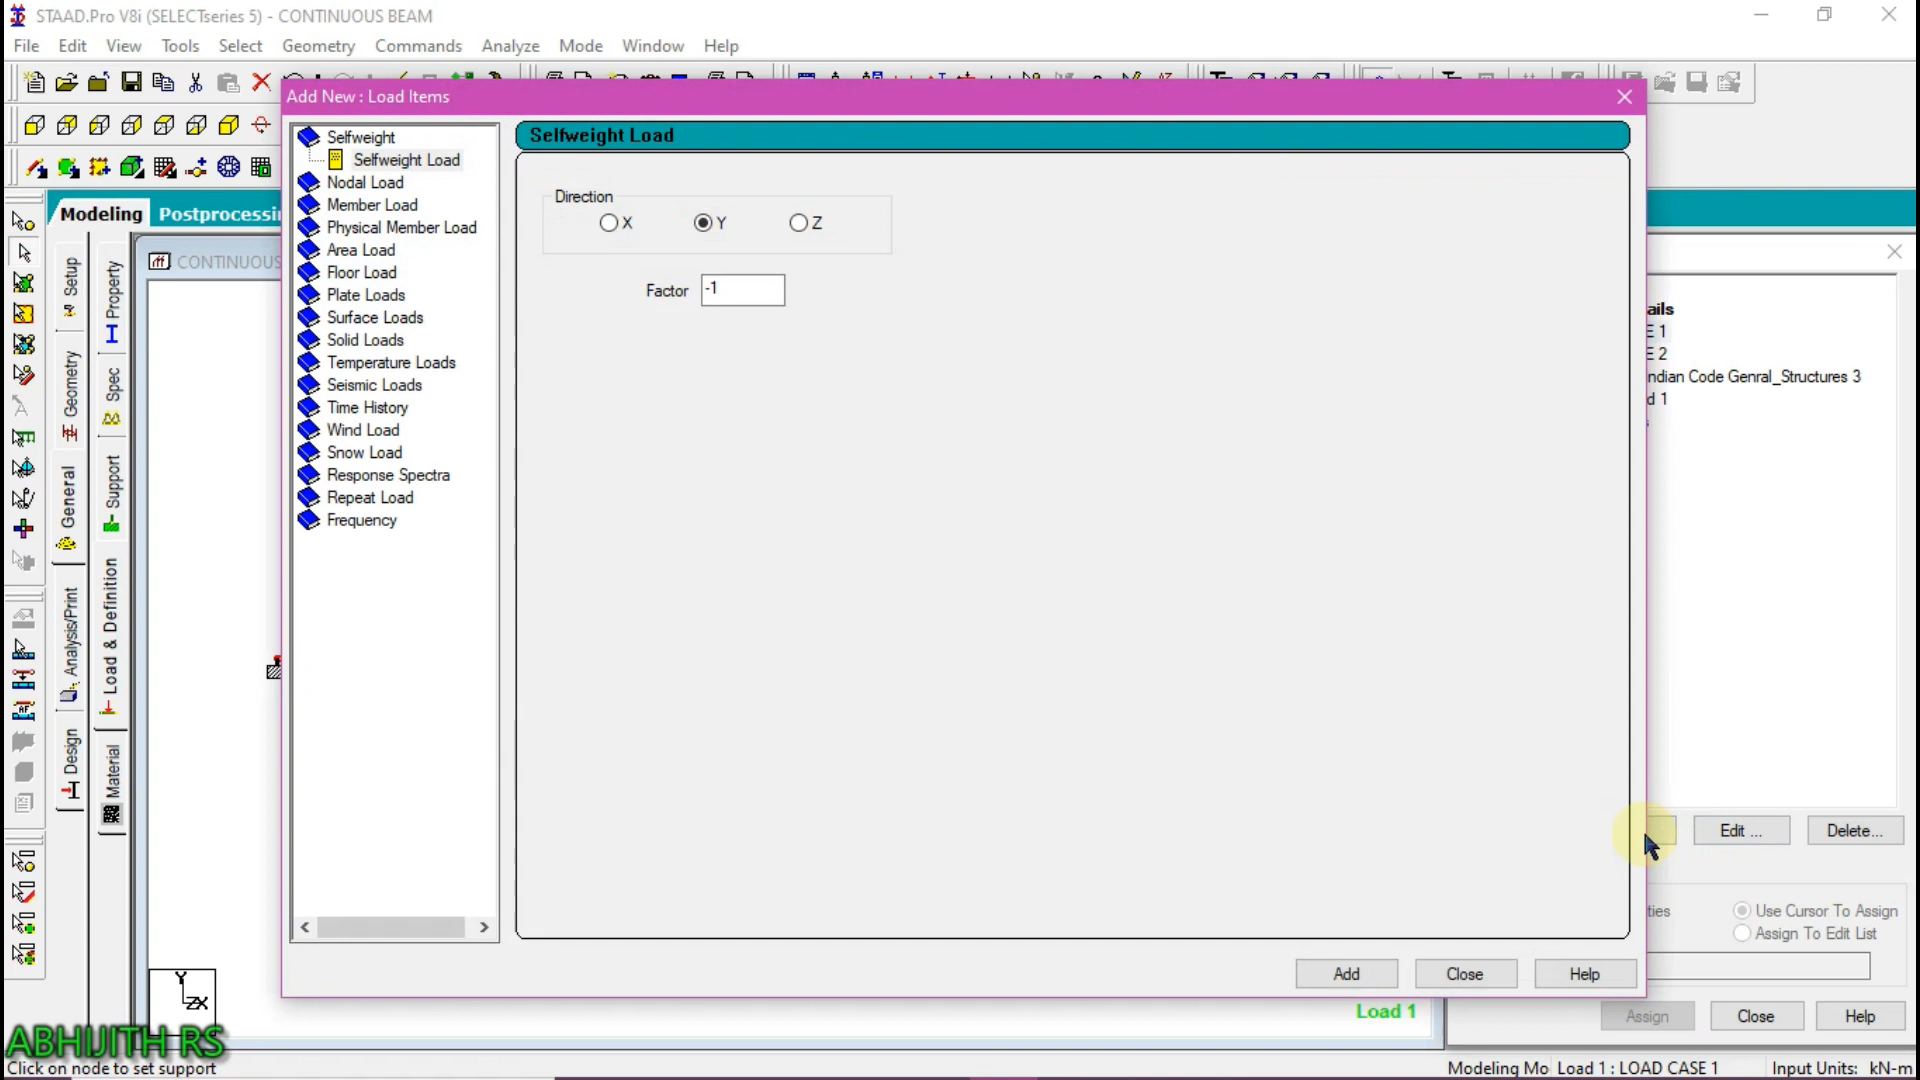 STAAD.Pro V8i (SELECTseries 5) - CONTINUOUS BEAM
File Edit View Tools Select Geometry Commands Analyze Mode Window Help
Add New : Load Items
Selfweight
Selfweight Load
Nodal Load
Member Load
Physical Member Load
Area Load
Floor Load
Plate Loads
Surface Loads
Solid Loads
Temperature Loads
Seismic Loads
Time History
Wind Load
Snow Load
Response Spectra
Repeat Load
Frequency
Selfweight Load
Direction
X Y Z
Factor -1
Add Close Help
Modeling Postprocessin
CONTINUOUS
Setup
Geometry
General
Analysis/Print
Design
Property
Spec
Support
Load & Definition
Material
ails
E 1
E 2
ndian Code Genral_Structures 3
d 1
Edit ... Delete...
ties
Use Cursor To Assign
Assign To Edit List
Assign Close Help
Load 1
Y
ZX
ABHIJITH RS
Click on node to set support
Modeling Mo Load 1 : LOAD CASE 1 Input Units: kN-m